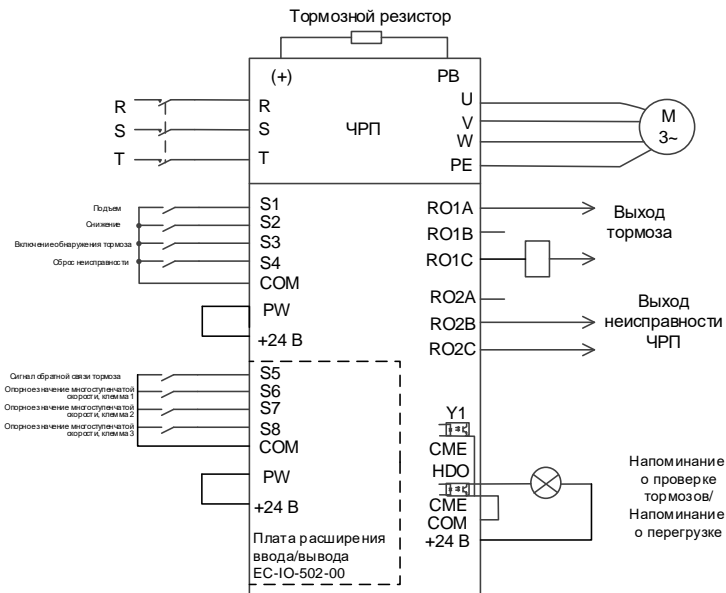 Тормозной резистор
(+)
PB
R
S
T
R
S
T
ЧРП
U
V
W
PE
M
3~
Подъем
Снижение
Включение обнаружения тормоза
Сброс неисправности
S1
S2
S3
S4
COM
PW
+24 В
RO1A
RO1B
RO1C
RO2A
RO2B
RO2C
Выход
тормоза
Выход
неисправности
ЧРП
Сигнал обратной связи тормоза
Опорное значение многоступенчатой
скорости, клемма 1
Опорное значение многоступенчатой
скорости, клемма 2
Опорное значение многоступенчатой
скорости, клемма 3
S5
S6
S7
S8
COM
PW
+24 В
Плата расширения
ввода/вывода
EC-IO-502-00
Y1
CME
HDO
CME
COM
+24 В
Напоминание
о проверке
тормозов/
Напоминание
о перегрузке